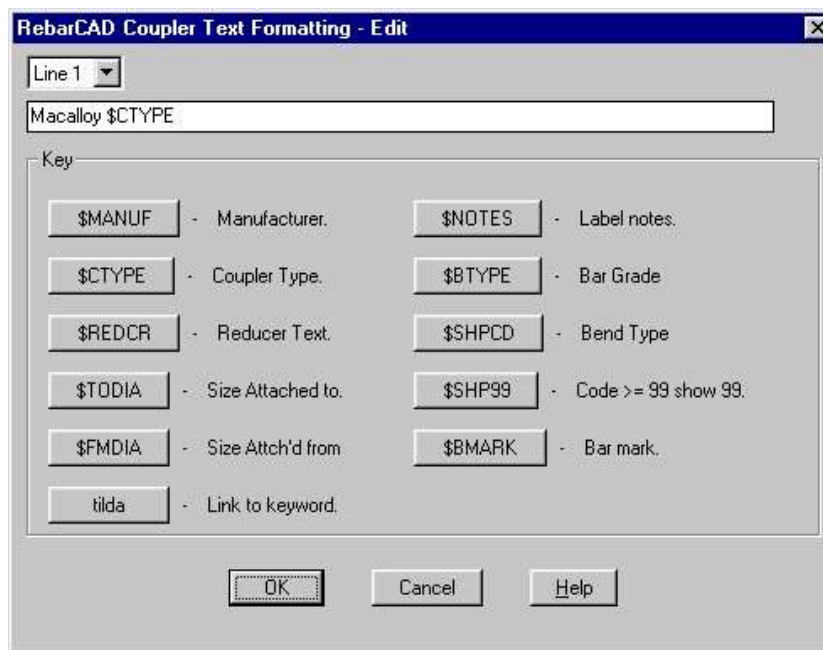 RebarCAD Coupler Text Formatting - Edit
Line 1
Macalloy $CTYPE
Key
$MANUF - Manufacturer. $NOTES - Label notes.
$CTYPE - Coupler Type. $BTYPE - Bar Grade
$REDCR - Reducer Text. $SHPCD - Bend Type
$TODIA - Size Attached to. $SHP99 - Code >= 99 show 99.
$FMDIA - Size Attch'd from $BMARK - Bar mark.
tilda - Link to keyword.
OK Cancel Help